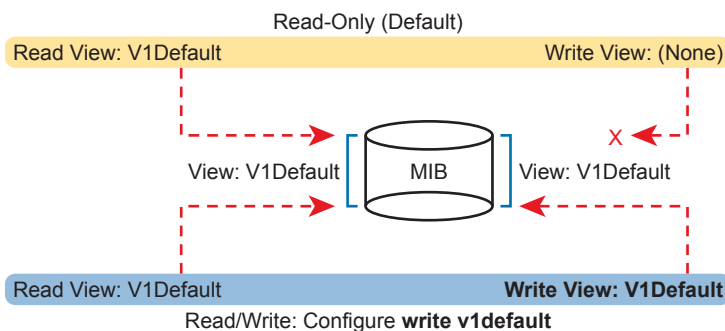 Read-Only (Default)
Read View: V1Default Write View: (None)
X
View: V1Default MIB View: V1Default
Read View: V1Default Write View: V1Default
Read/Write: Configure write v1default